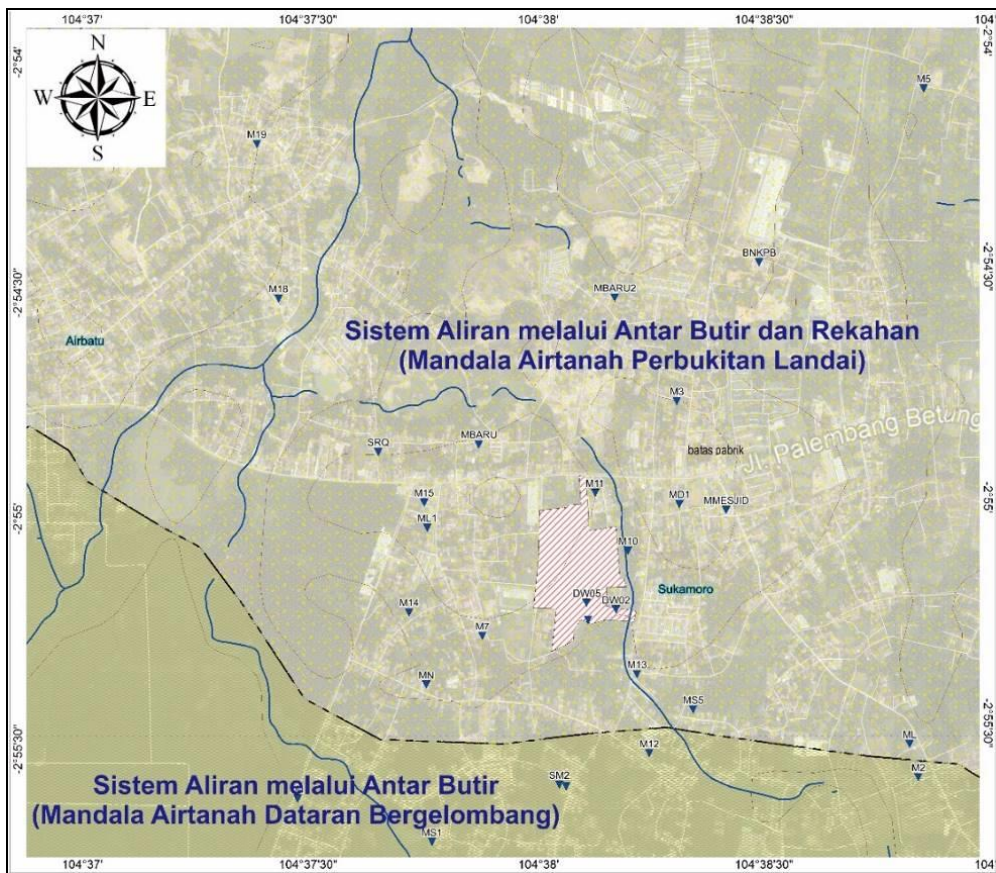 104°37' 104°37'30" 104°38' 104°38'30" 104°
-2°54' -2°54'
N
W E
S
M5
M19
BNKPB
-2°54'30" M18 MBARU2 -2°54'30"
Airbatu
Sistem Aliran melalui Antar Butir dan Rekahan
(Mandala Airtanah Perbukitan Landai)
M3
SRQ MBARU batas pabrik Jl. Palembang Betung
M15 M11 MD1 MMESJID
-2°55' ML1 -2°55'
M10
Sukamoro
M14 DW05 DW02
M7
M13
MN
MS5
-2°55'30" M12 ML -2°55'30"
M2
SM2
Sistem Aliran melalui Antar Butir
(Mandala Airtanah Dataran Bergelombang)
MS1
104°37' 104°37'30" 104°38' 104°38'30" 104°